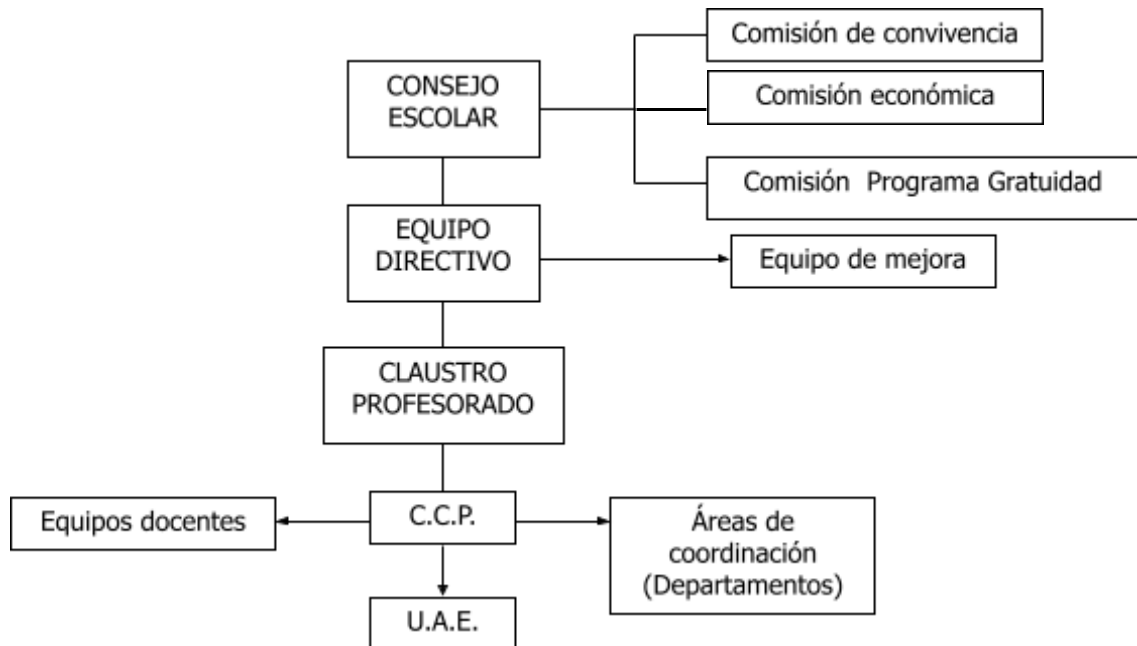 Comisión de convivencia
CONSEJO
ESCOLAR
Comisión económica
Comisión Programa Gratuidad
EQUIPO
DIRECTIVO
Equipo de mejora
CLAUSTRO
PROFESORADO
Equipos docentes
C.C.P.
Áreas de
coordinación
(Departamentos)
U.A.E.